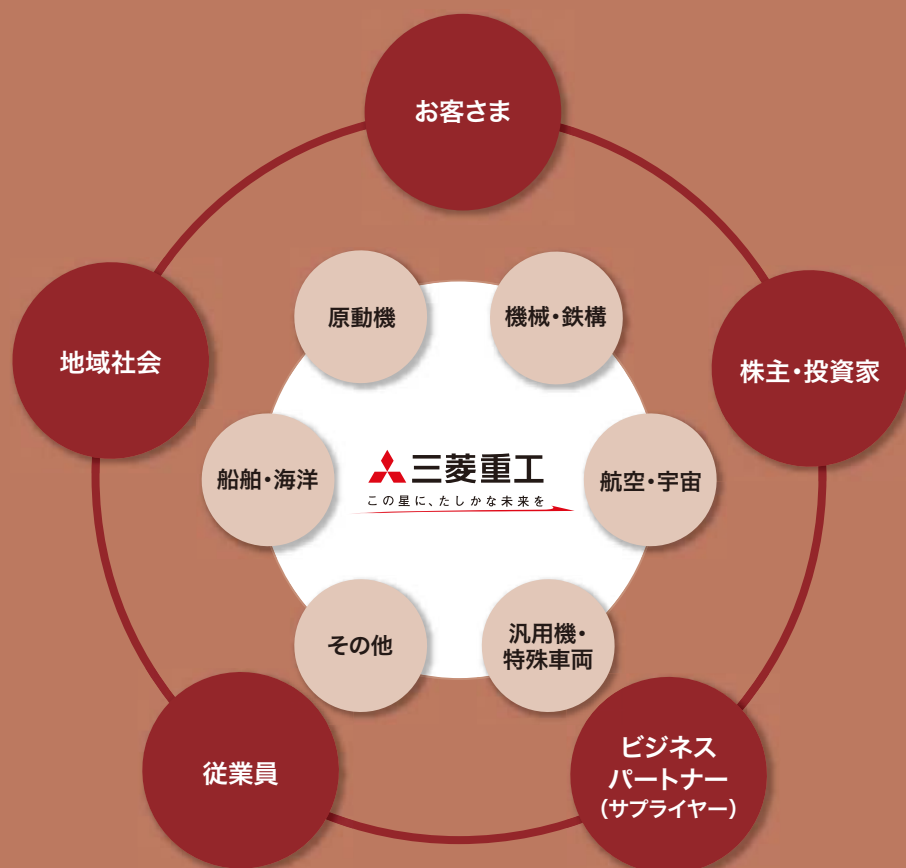 お客さま
原動機
機械・鉄構
地域社会
株主・投資家
船舶・海洋
三菱重工
この星に、たしかな未来を
航空・宇宙
その他
汎用機・
特殊車両
従業員
ビジネス
パートナー
（サプライヤー）